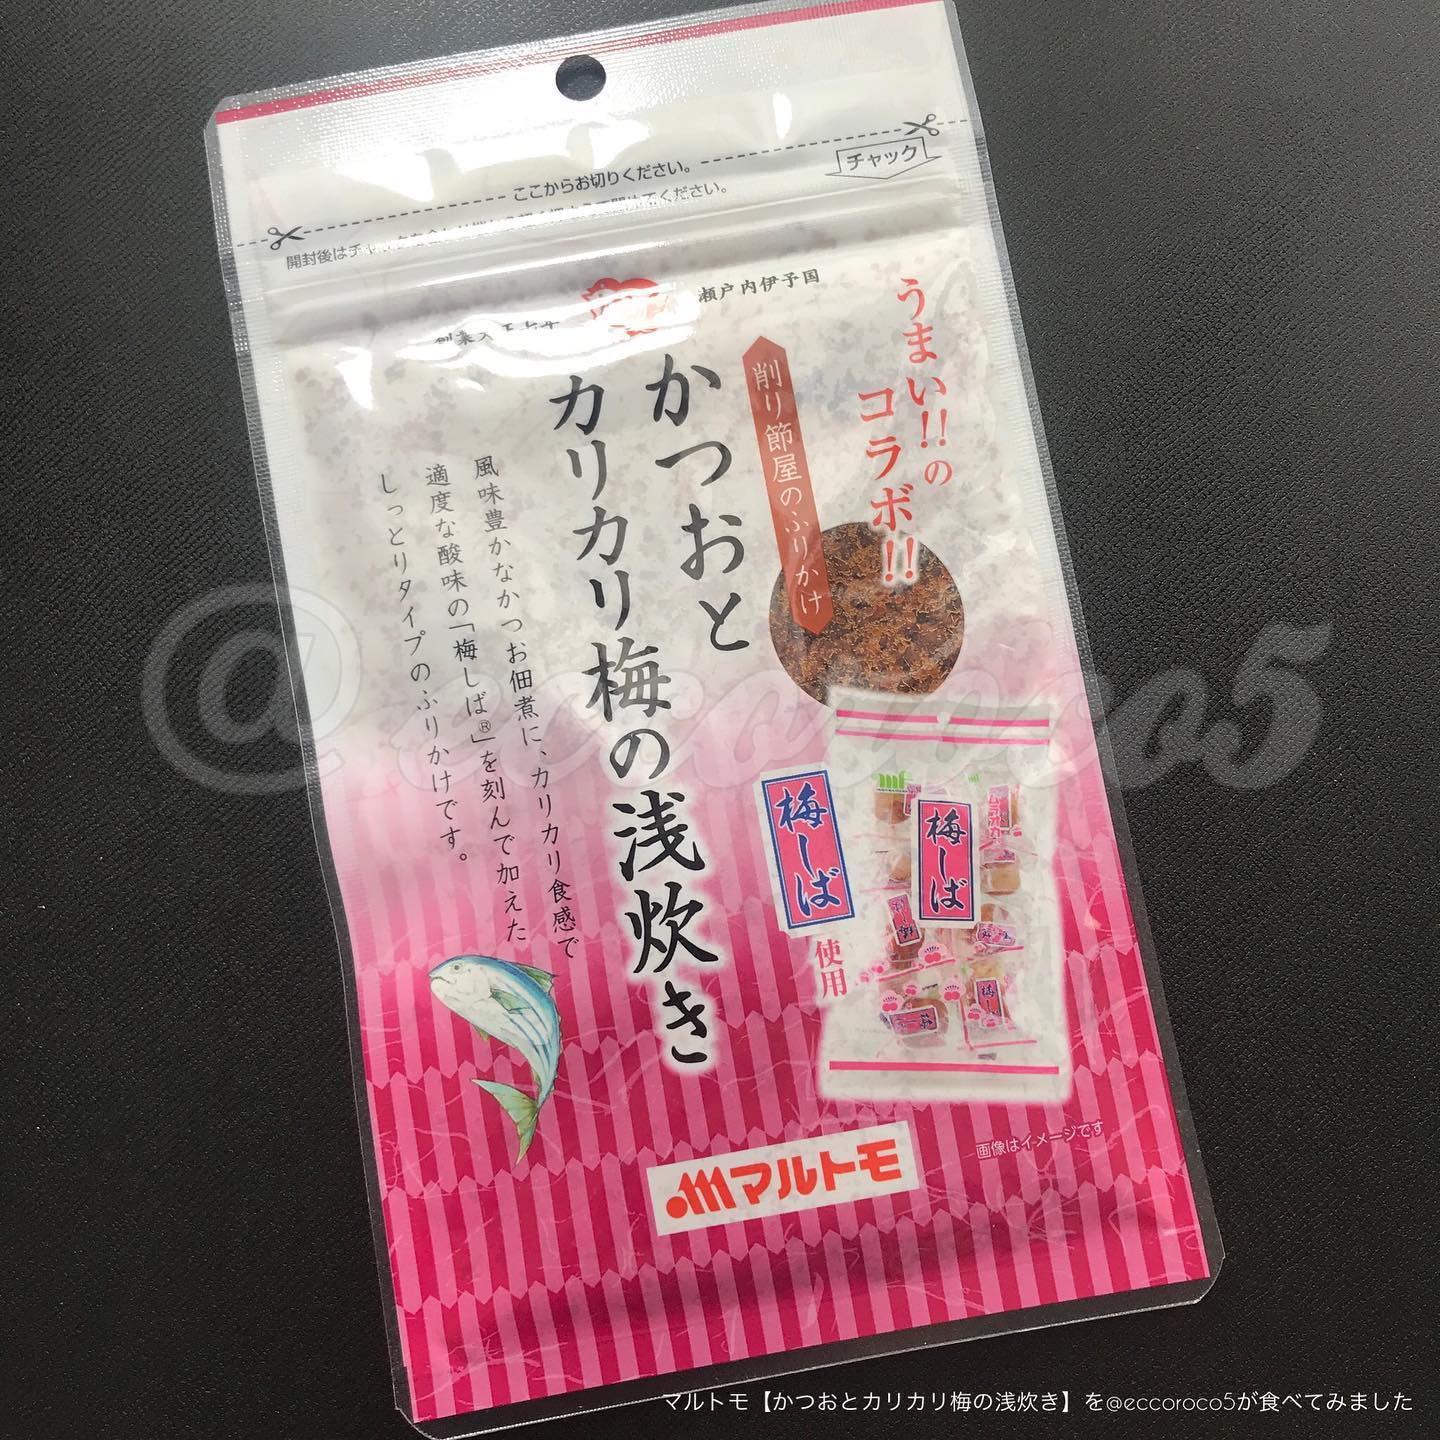 ここからお切りください。
チャック
瀬戸内伊予国
うまい!!の
コラボ!!
削り節屋のふりかけ
かつおと
カリカリ梅の浅炊き
風味豊かなかつお佃煮に、カリカリ食感で
適度な酸味の「梅しば®」を刻んで加えた
しっとりタイプのふりかけです。
梅しば
使用
梅しば
画像はイメージです
マルトモ
@eccoroco5
マルトモ【かつおとカリカリ梅の浅炊き】を@eccoroco5が食べてみました